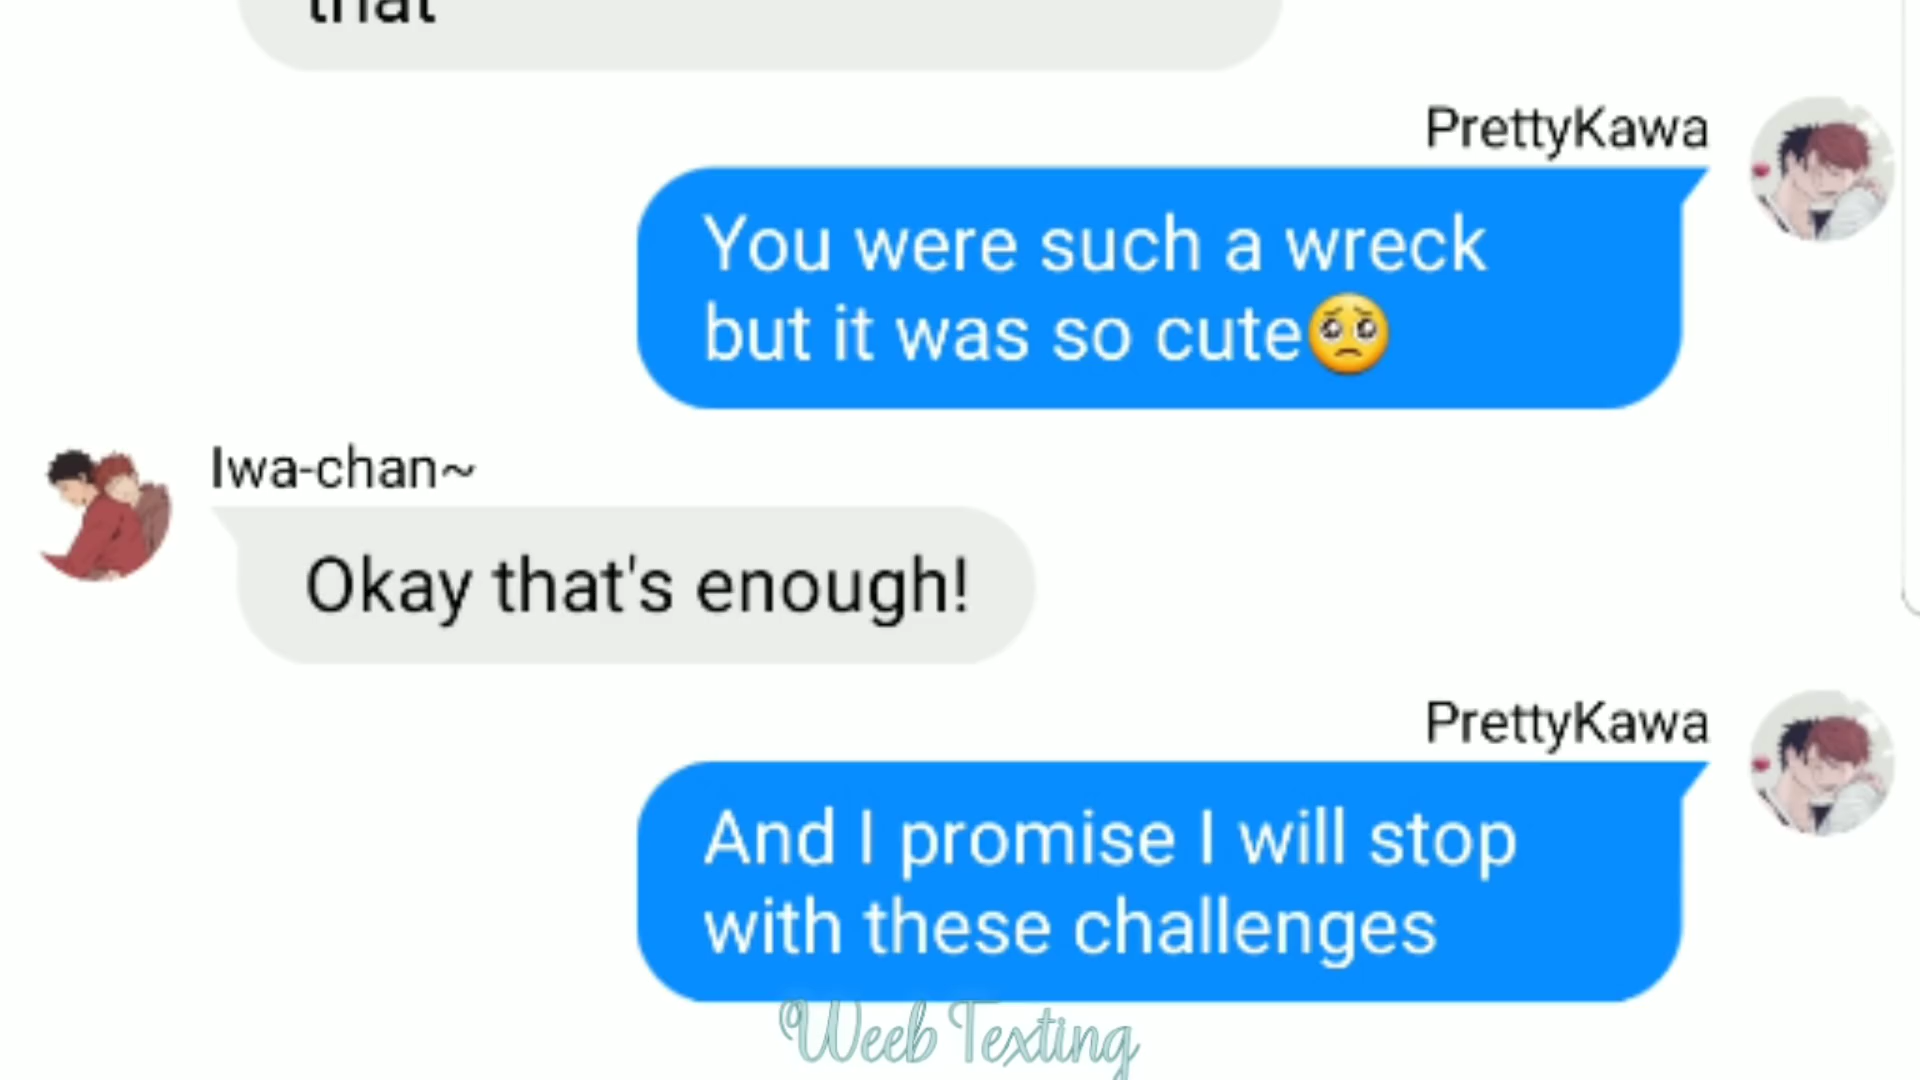 that
PrettyKawa
You were such a wreck
but it was so cute🥺
Iwa-chan~
Okay that's enough!
PrettyKawa
And I promise I will stop
with these challenges
Weeb Texting